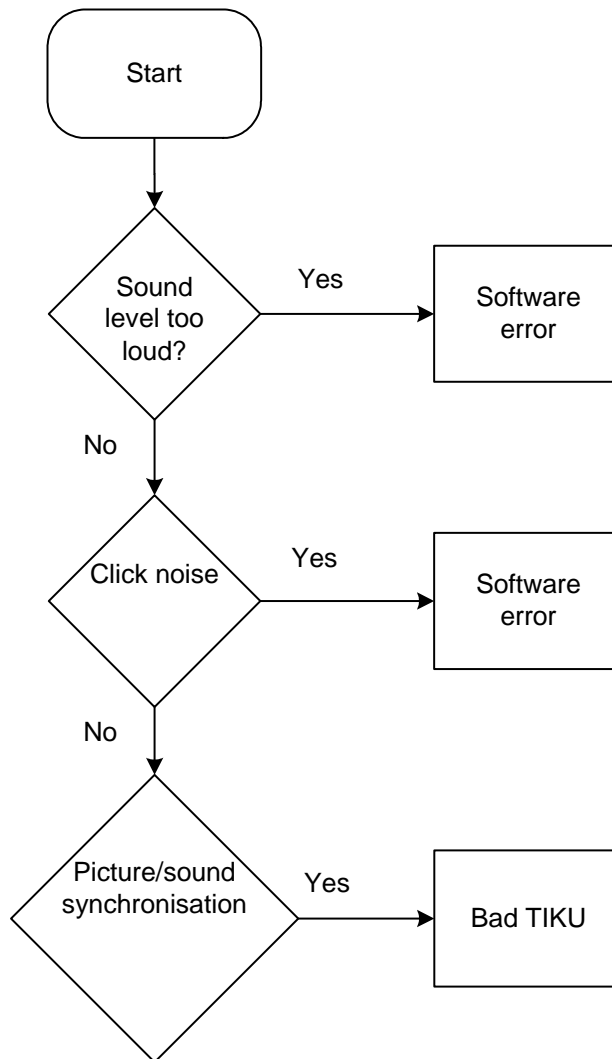 Start
Sound
level too
loud?
Yes
Software
error
No
Click noise
Yes
Software
error
No
Picture/sound
synchronisation
Yes
Bad TIKU